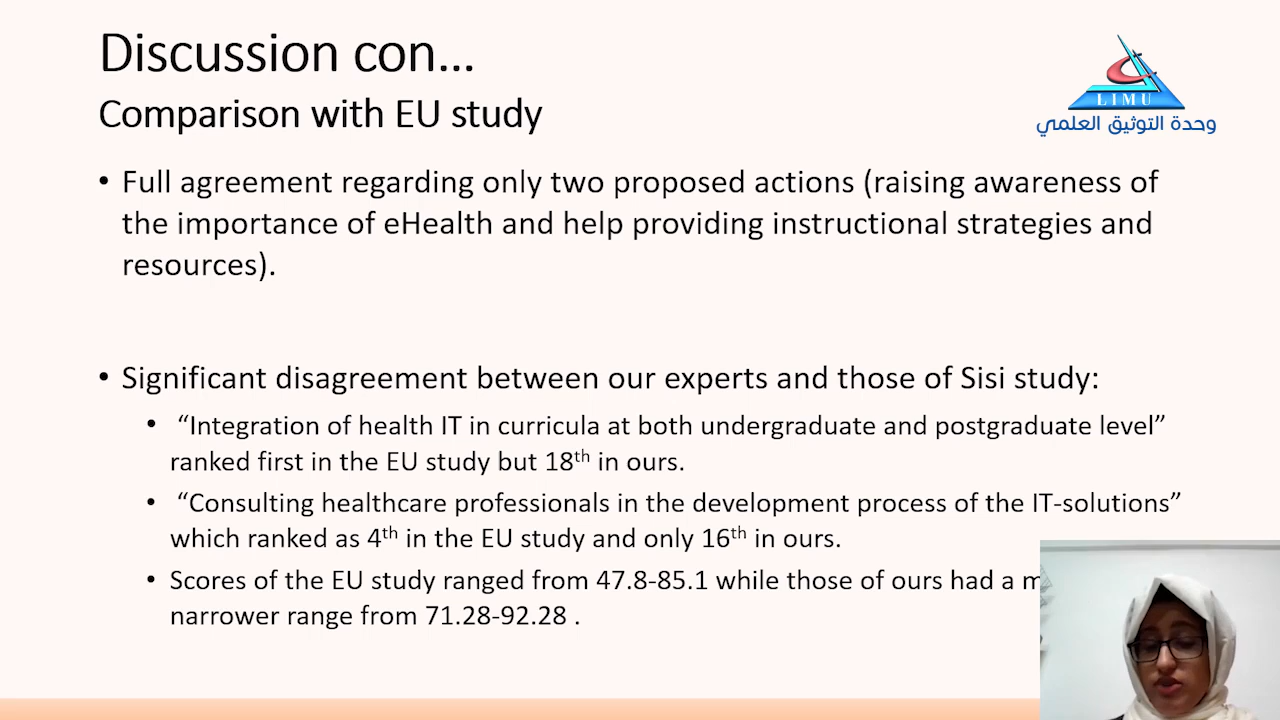 Discussion con...
Comparison with EU study
LIMU
وحدة التوثيق العلمي
• Full agreement regarding only two proposed actions (raising awareness of
the importance of eHealth and help providing instructional strategies and
resources).
• Significant disagreement between our experts and those of Sisi study:
• “Integration of health IT in curricula at both undergraduate and postgraduate level”
ranked first in the EU study but 18th in ours.
• “Consulting healthcare professionals in the development process of the IT-solutions”
which ranked as 4th in the EU study and only 16th in ours.
• Scores of the EU study ranged from 47.8-85.1 while those of ours had a
narrower range from 71.28-92.28 .